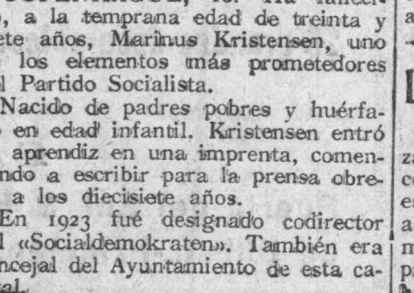 , a la temprana edad de treinta y
ete años, Marinus Kristensen, uno
los elementos más prometedores
l Partido Socialista.
Nacido de padres pobres y huérfa-
en edad infantil. Kristensen entró
aprendiz en una imprenta, comen-
ndo a escribir para la prensa obre-
a los diecisiete años.
En 1923 fué designado codirector
l «Socialdemokraten». También era
ncejal del Ayuntamiento de esta ca-